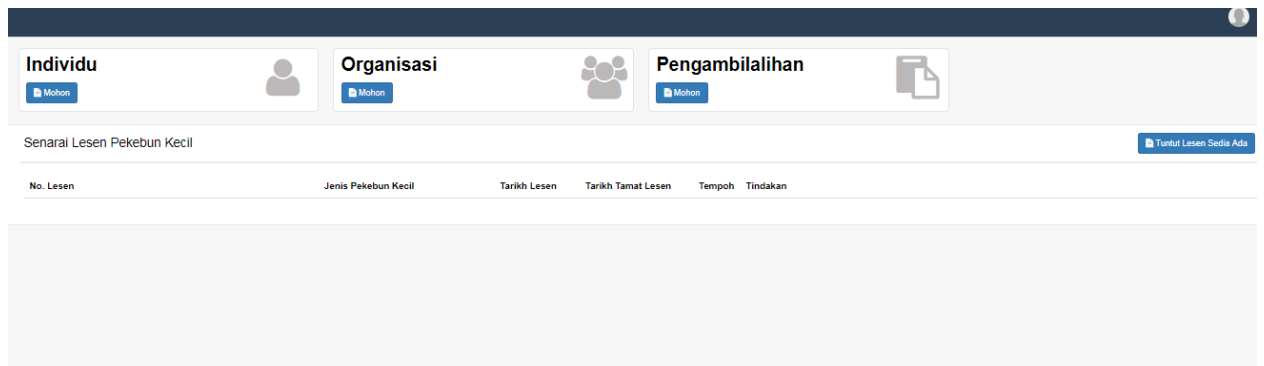 Individu
Mohon
Organisasi
Mohon
Pengambilalihan
Mohon
Senarai Lesen Pekebun Kecil
Tuntut Lesen Sedia Ada
No. Lesen Jenis Pekebun Kecil Tarikh Lesen Tarikh Tamat Lesen Tempoh Tindakan